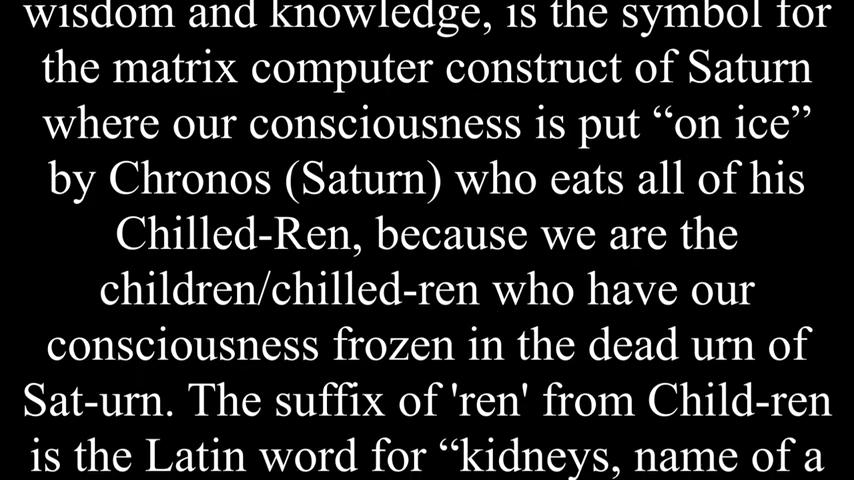 wisdom and knowledge, is the symbol for
the matrix computer construct of Saturn
where our consciousness is put “on ice”
by Chronos (Saturn) who eats all of his
Chilled-Ren, because we are the
children/chilled-ren who have our
consciousness frozen in the dead urn of
Sat-urn. The suffix of 'ren' from Child-ren
is the Latin word for “kidneys, name of a